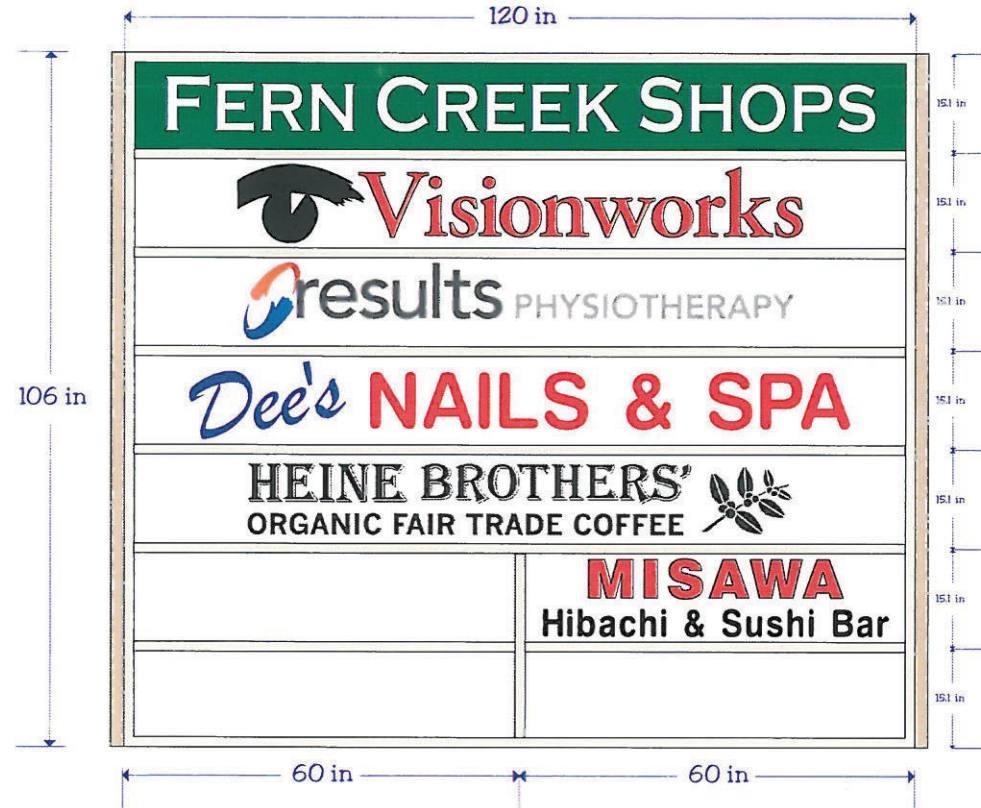 120 in
FERN CREEK SHOPS
15.1 in
Visionworks
15.1 in
results PHYSIOTHERAPY
15.1 in
106 in
Dee's NAILS & SPA
15.1 in
HEINE BROTHERS'
ORGANIC FAIR TRADE COFFEE
15.1 in
MISAWA
Hibachi & Sushi Bar
15.1 in
15.1 in
60 in
60 in